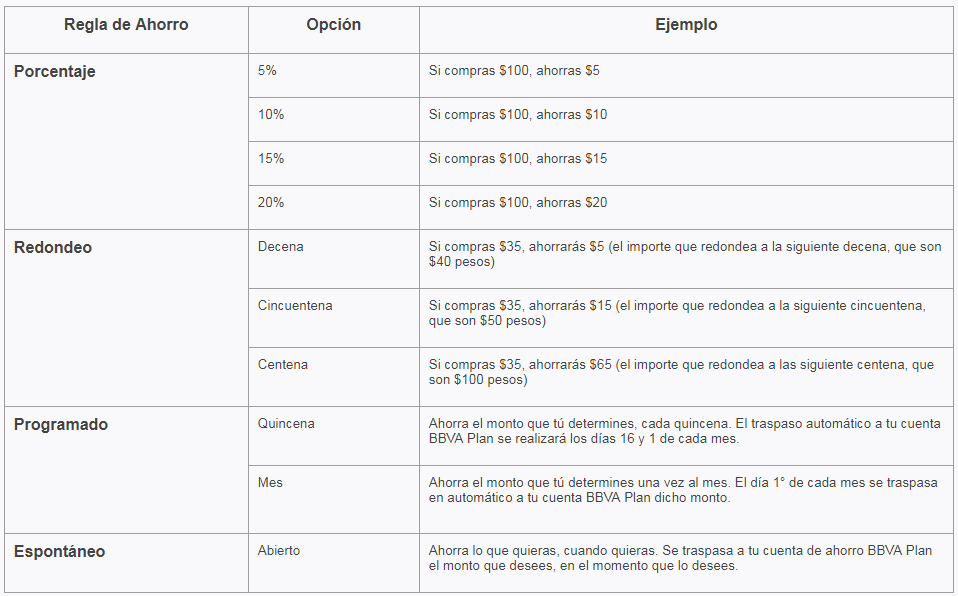 Regla de Ahorro Opción Ejemplo
Porcentaje 5% Si compras $100, ahorras $5
10% Si compras $100, ahorras $10
15% Si compras $100, ahorras $15
20% Si compras $100, ahorras $20
Redondeo Decena Si compras $35, ahorrarás $5 (el importe que redondea a la siguiente decena, que son
$40 pesos)
Cincuentena Si compras $35, ahorrarás $15 (el importe que redondea a la siguiente cincuentena,
que son $50 pesos)
Centena Si compras $35, ahorrarás $65 (el importe que redondea a las siguiente centena, que
son $100 pesos)
Programado Quincena Ahorra el monto que tú determines, cada quincena. El traspaso automático a tu cuenta
BBVA Plan se realizará los días 16 y 1 de cada mes.
Mes Ahorra el monto que tú determines una vez al mes. El día 1° de cada mes se traspasa
en automático a tu cuenta BBVA Plan dicho monto.
Espontáneo Abierto Ahorra lo que quieras, cuando quieras. Se traspasa a tu cuenta de ahorro BBVA Plan
el monto que desees, en el momento que lo desees.